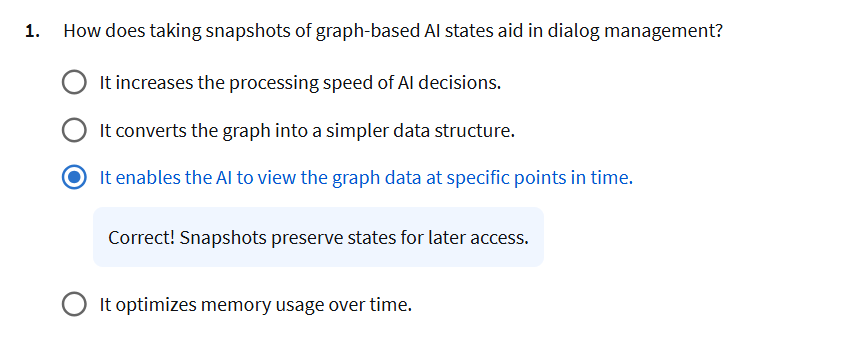 1. How does taking snapshots of graph-based AI states aid in dialog management?
It increases the processing speed of AI decisions.
It converts the graph into a simpler data structure.
It enables the AI to view the graph data at specific points in time.
Correct! Snapshots preserve states for later access.
It optimizes memory usage over time.